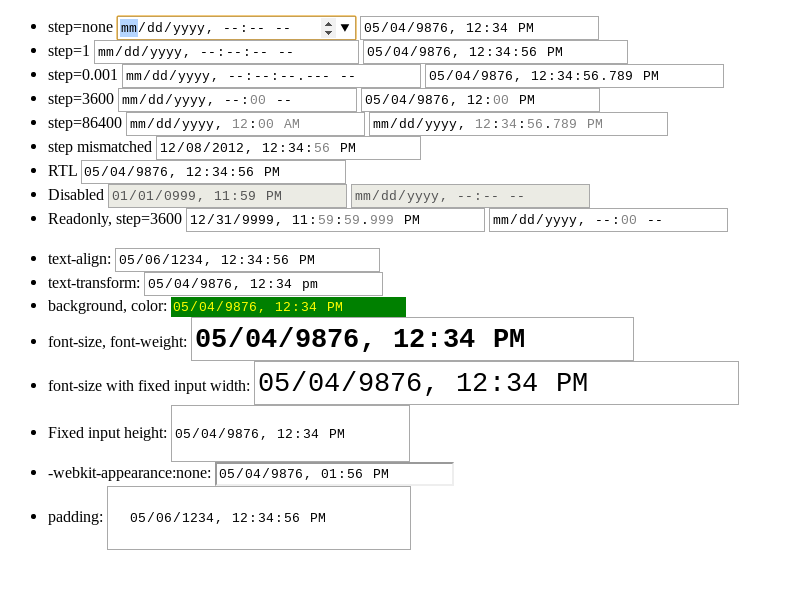 step=none mm/dd/yyyy, --:-- -- 05/04/9876, 12:34 PM
step=1 mm/dd/yyyy, --:--:-- -- 05/04/9876, 12:34:56 PM
step=0.001 mm/dd/yyyy, --:--:--.--- -- 05/04/9876, 12:34:56.789 PM
step=3600 mm/dd/yyyy, --:00 -- 05/04/9876, 12:00 PM
step=86400 mm/dd/yyyy, 12:00 AM mm/dd/yyyy, 12:34:56.789 PM
step mismatched 12/08/2012, 12:34:56 PM
RTL 05/04/9876, 12:34:56 PM
Disabled 01/01/0999, 11:59 PM mm/dd/yyyy, --:-- --
Readonly, step=3600 12/31/9999, 11:59:59.999 PM mm/dd/yyyy, --:00 --
text-align: 05/06/1234, 12:34:56 PM
text-transform: 05/04/9876, 12:34 pm
background, color: 05/04/9876, 12:34 PM
font-size, font-weight: 05/04/9876, 12:34 PM
font-size with fixed input width: 05/04/9876, 12:34 PM
Fixed input height: 05/04/9876, 12:34 PM
-webkit-appearance:none: 05/04/9876, 01:56 PM
padding: 05/06/1234, 12:34:56 PM